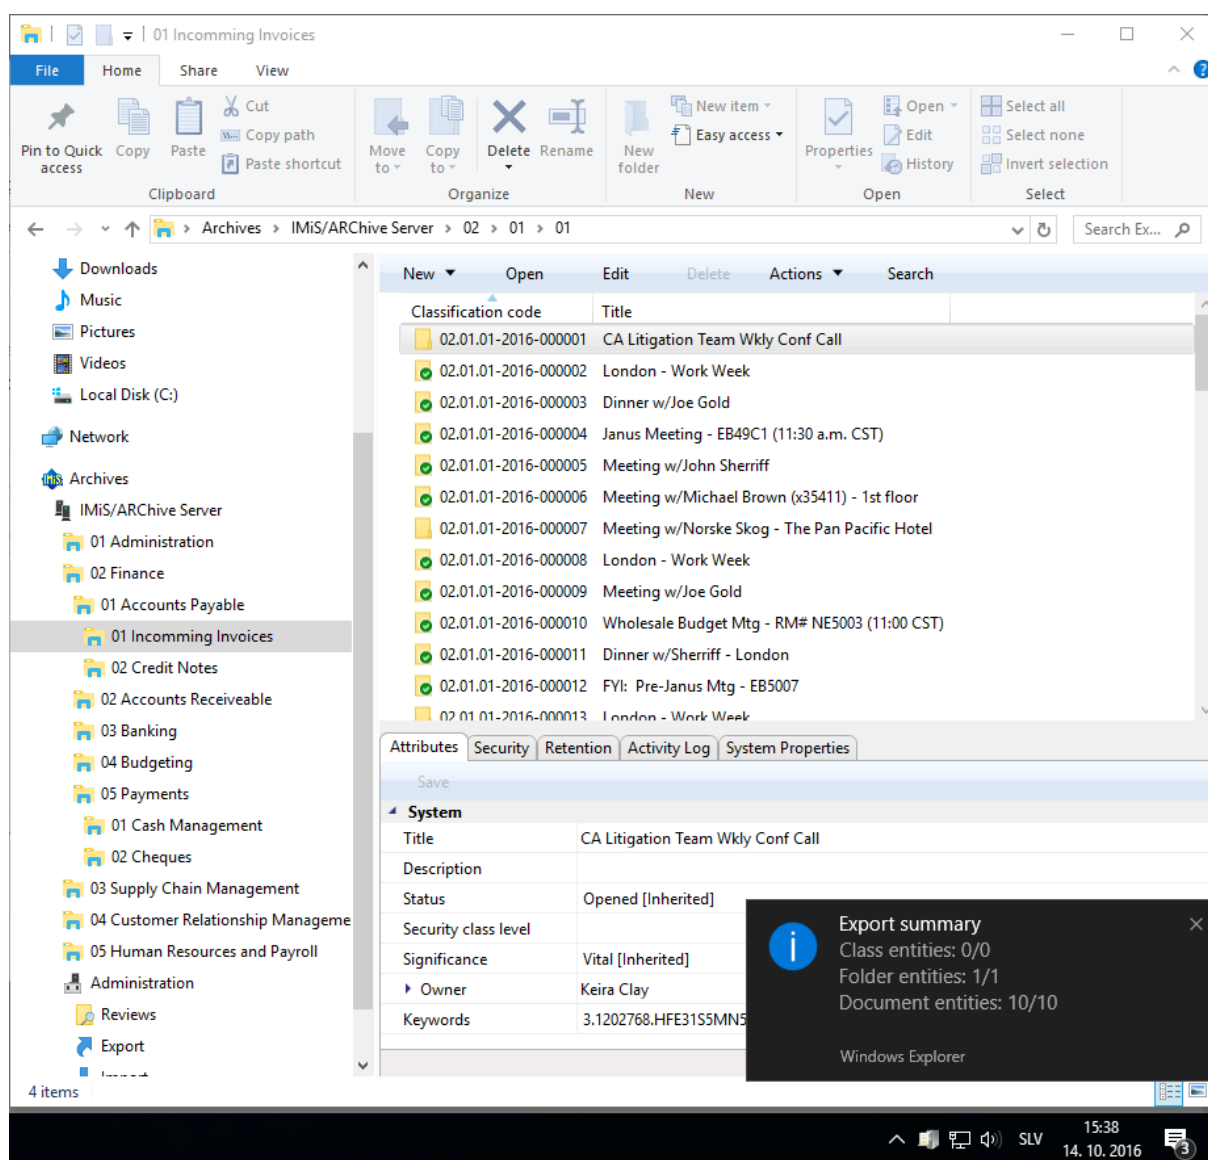 01 Incomming Invoices
File Home Share View
Pin to Quick access
Copy
Paste
Cut
Copy path
Paste shortcut
Clipboard
Move to
Copy to
Delete
Rename
Organize
New folder
New item
Easy access
New
Properties
Open
Edit
History
Open
Select all
Select none
Invert selection
Select
Archives > IMiS/ARChive Server > 02 > 01 > 01
Search Ex...
Downloads
Music
Pictures
Videos
Local Disk (C:)
Network
Archives
IMiS/ARChive Server
01 Administration
02 Finance
01 Accounts Payable
01 Incomming Invoices
02 Credit Notes
02 Accounts Receiveable
03 Banking
04 Budgeting
05 Payments
01 Cash Management
02 Cheques
03 Supply Chain Management
04 Customer Relationship Manageme
05 Human Resources and Payroll
Administration
Reviews
Export
Import
New Open Edit Delete Actions Search
Classification code Title
02.01.01-2016-000001 CA Litigation Team Wkly Conf Call
02.01.01-2016-000002 London - Work Week
02.01.01-2016-000003 Dinner w/Joe Gold
02.01.01-2016-000004 Janus Meeting - EB49C1 (11:30 a.m. CST)
02.01.01-2016-000005 Meeting w/John Sherriff
02.01.01-2016-000006 Meeting w/Michael Brown (x35411) - 1st floor
02.01.01-2016-000007 Meeting w/Norske Skog - The Pan Pacific Hotel
02.01.01-2016-000008 London - Work Week
02.01.01-2016-000009 Meeting w/Joe Gold
02.01.01-2016-000010 Wholesale Budget Mtg - RM# NE5003 (11:00 CST)
02.01.01-2016-000011 Dinner w/Sherriff - London
02.01.01-2016-000012 FYI: Pre-Janus Mtg - EB5007
02.01.01-2016-000013 London - Work Week
Attributes Security Retention Activity Log System Properties
Save
System
Title CA Litigation Team Wkly Conf Call
Description
Status Opened [Inherited]
Security class level
Significance Vital [Inherited]
Owner Keira Clay
Keywords 3.1202768.HFE31S5MN5
Export summary
Class entities: 0/0
Folder entities: 1/1
Document entities: 10/10
Windows Explorer
4 items
SLV
15:38
14. 10. 2016
3